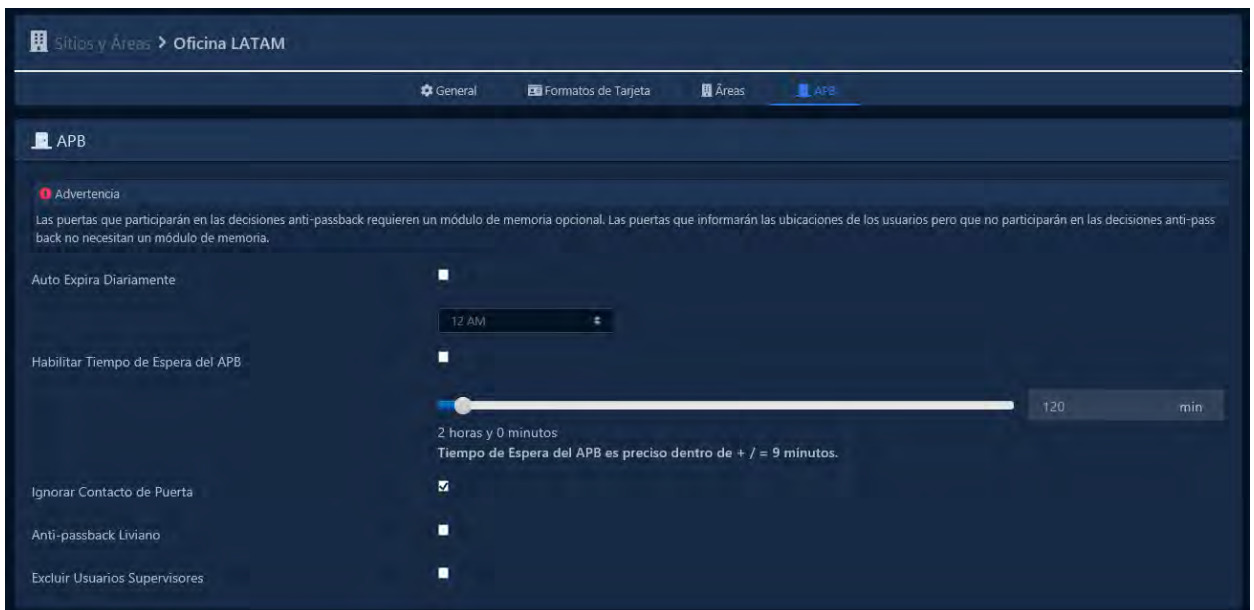 Sitios y Áreas > Oficina LATAM
General Formatos de Tarjeta Áreas APB
APB
Advertencia
Las puertas que participarán en las decisiones anti-passback requieren un módulo de memoria opcional. Las puertas que informarán las ubicaciones de los usuarios pero que no participarán en las decisiones anti-pass
back no necesitan un módulo de memoria.
Auto Expira Diariamente
12 AM
Habilitar Tiempo de Espera del APB
120 min
2 horas y 0 minutos
Tiempo de Espera del APB es preciso dentro de + / = 9 minutos.
Ignorar Contacto de Puerta
Anti-passback Liviano
Excluir Usuarios Supervisores